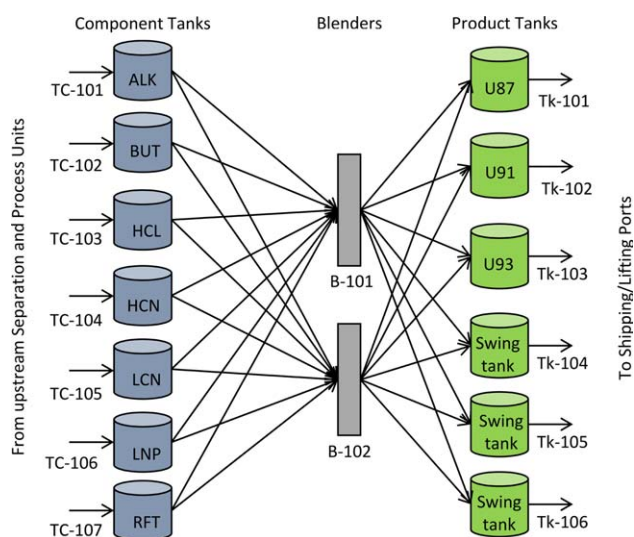 Component Tanks
Blenders
Product Tanks
From upstream Separation and Process Units
ALK
TC-101
BUT
TC-102
HCL
TC-103
HCN
TC-104
LCN
TC-105
LNP
TC-106
RFT
TC-107
B-101
B-102
U87
Tk-101
U91
Tk-102
U93
Tk-103
Swing
tank
Tk-104
Swing
tank
Tk-105
Swing
tank
Tk-106
To Shipping/Lifting Ports